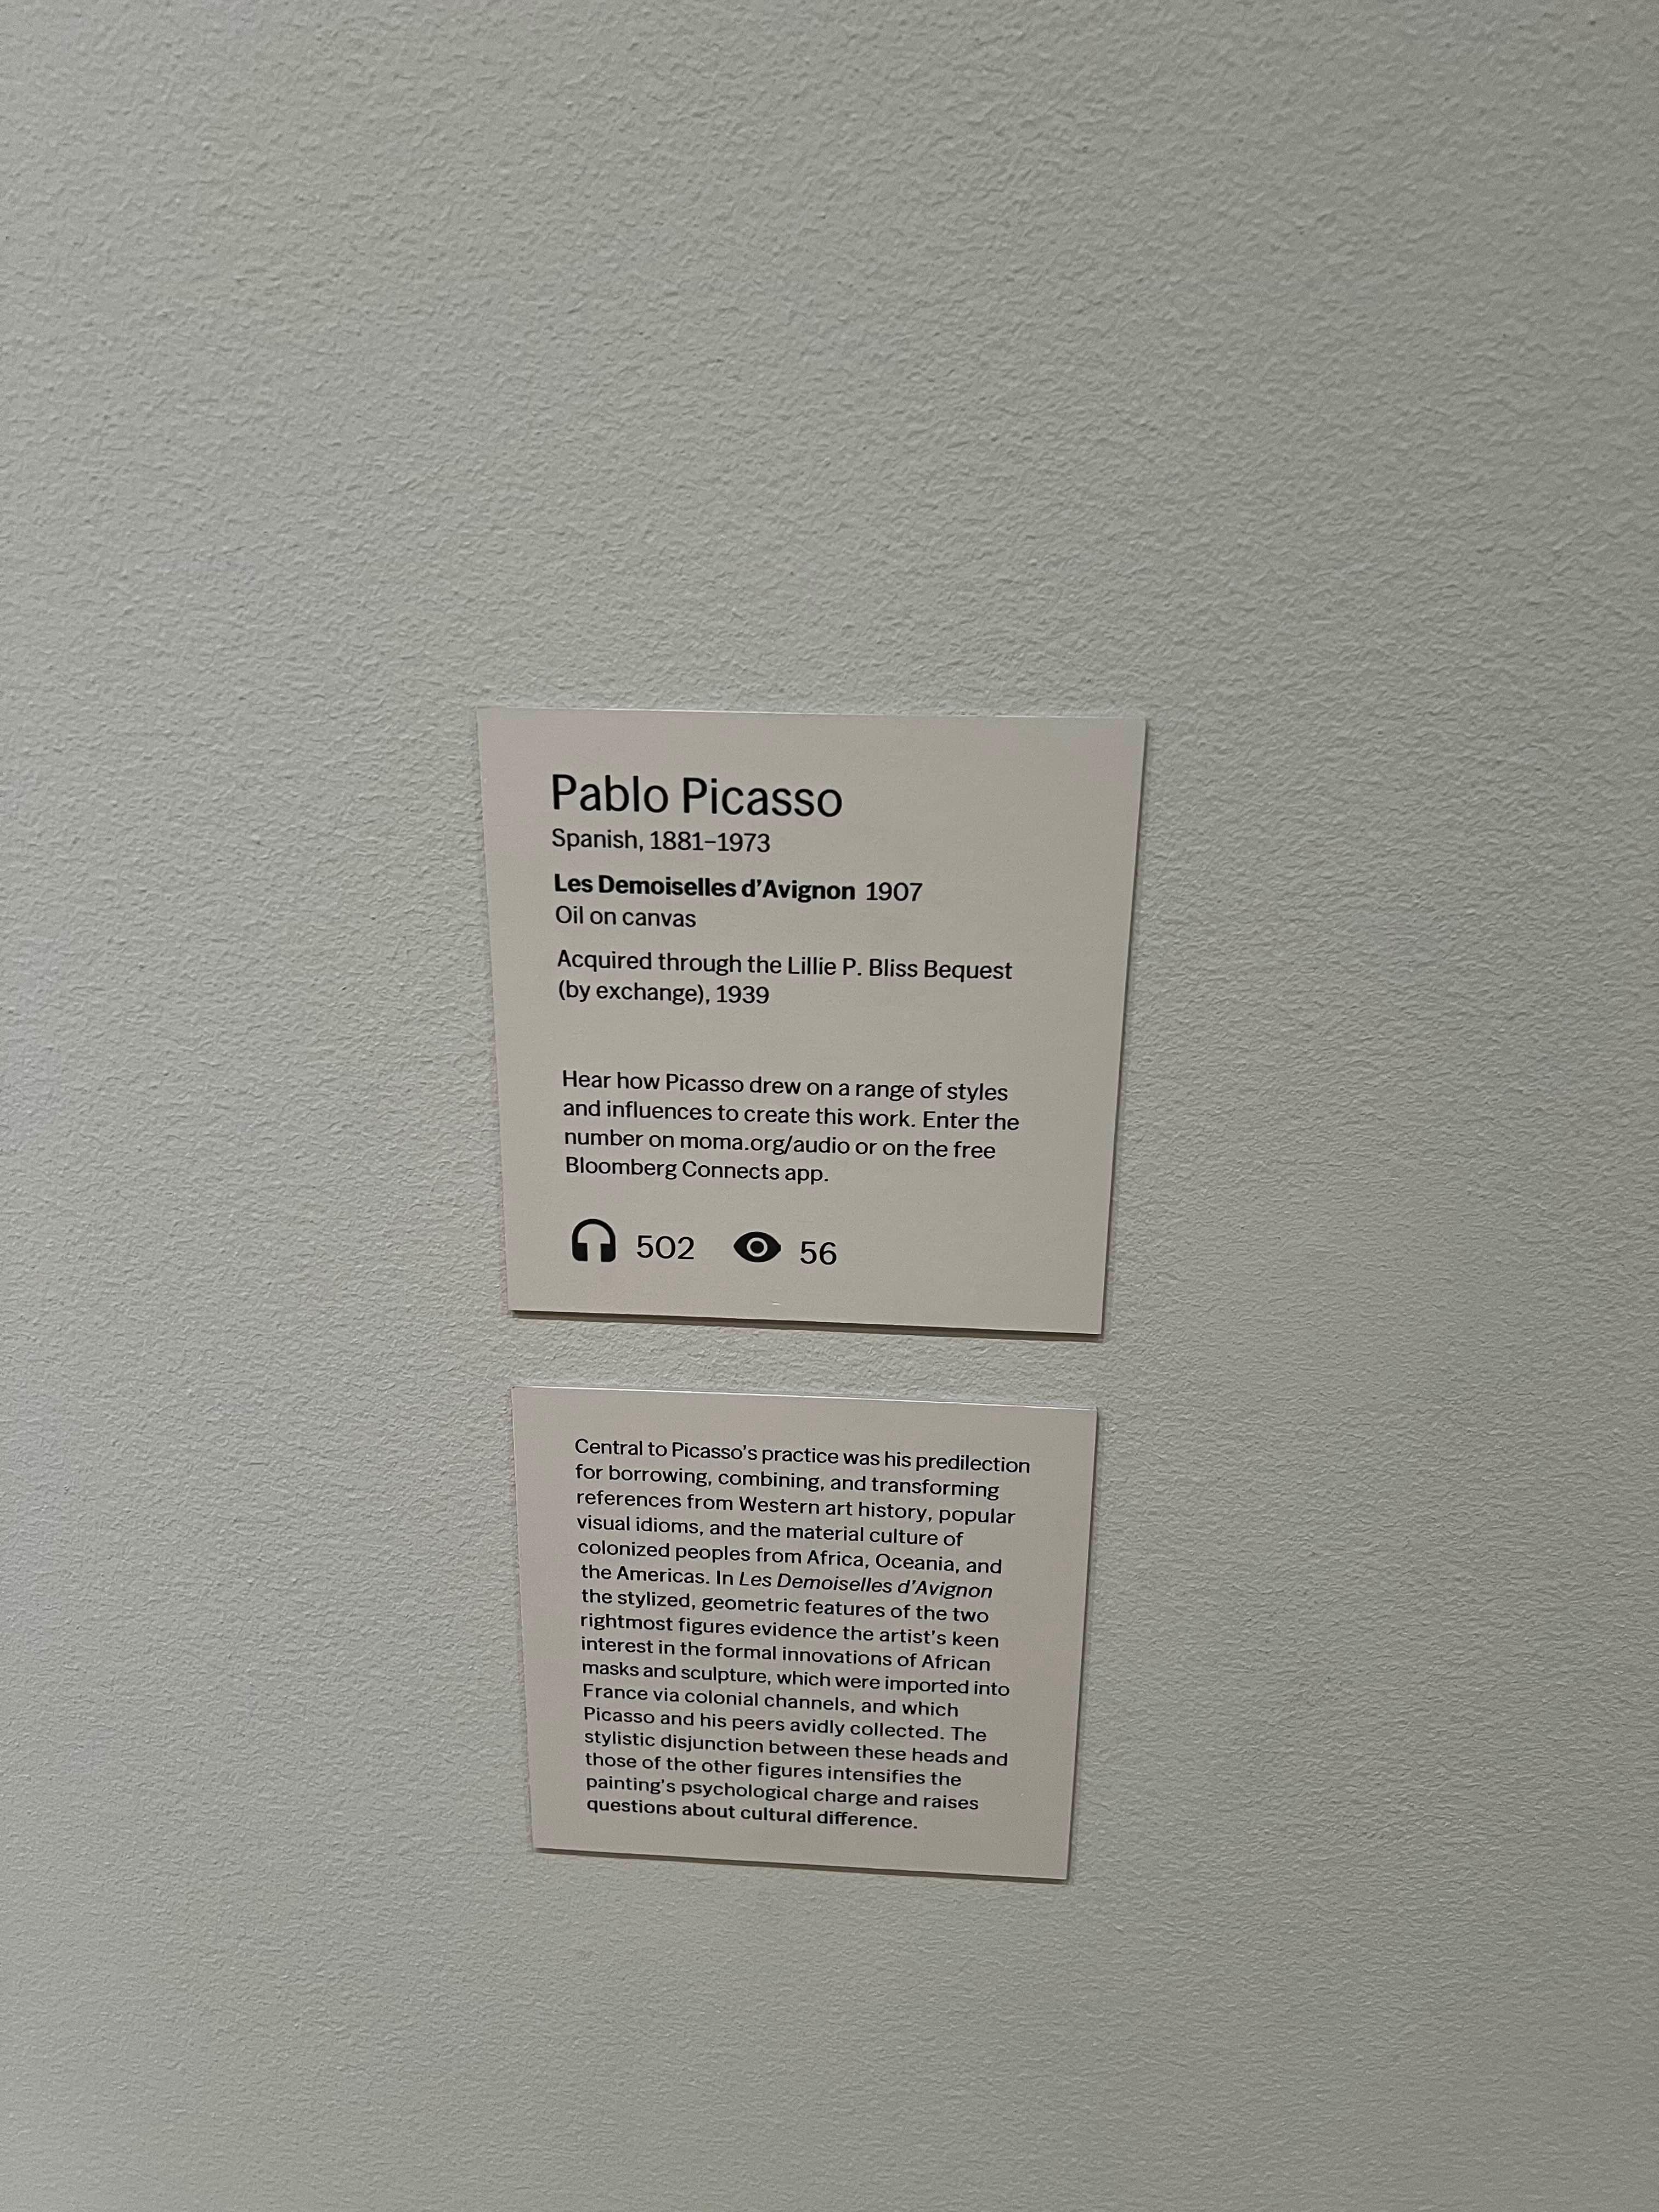 Pablo Picasso
Spanish, 1881–1973
Les Demoiselles d’Avignon 1907
Oil on canvas
Acquired through the Lillie P. Bliss Bequest
(by exchange), 1939
Hear how Picasso drew on a range of styles
and influences to create this work. Enter the
number on moma.org/audio or on the free
Bloomberg Connects app.
502 56
Central to Picasso’s practice was his predilection
for borrowing, combining, and transforming
references from Western art history, popular
visual idioms, and the material culture of
colonized peoples from Africa, Oceania, and
the Americas. In Les Demoiselles d’Avignon
the stylized, geometric features of the two
rightmost figures evidence the artist’s keen
interest in the formal innovations of African
masks and sculpture, which were imported into
France via colonial channels, and which
Picasso and his peers avidly collected. The
stylistic disjunction between these heads and
those of the other figures intensifies the
painting’s psychological charge and raises
questions about cultural difference.